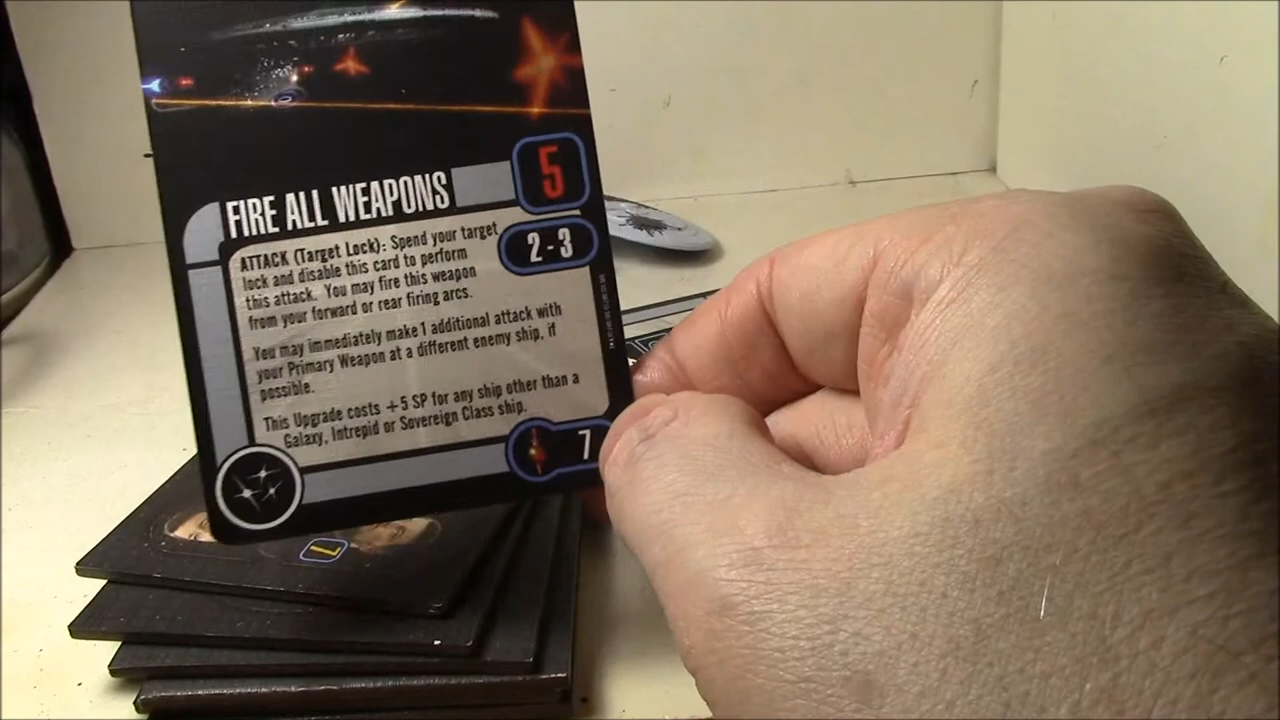 FIRE ALL WEAPONS
5
ATTACK (Target Lock): Spend your target
lock and disable this card to perform
this attack. You may fire this weapon
from your forward or rear firing arcs.
2 - 3
You may immediately make 1 additional attack with
your Primary Weapon at a different enemy ship, if
possible.
This Upgrade costs +5 SP for any ship other than a
Galaxy, Intrepid or Sovereign Class ship.
7